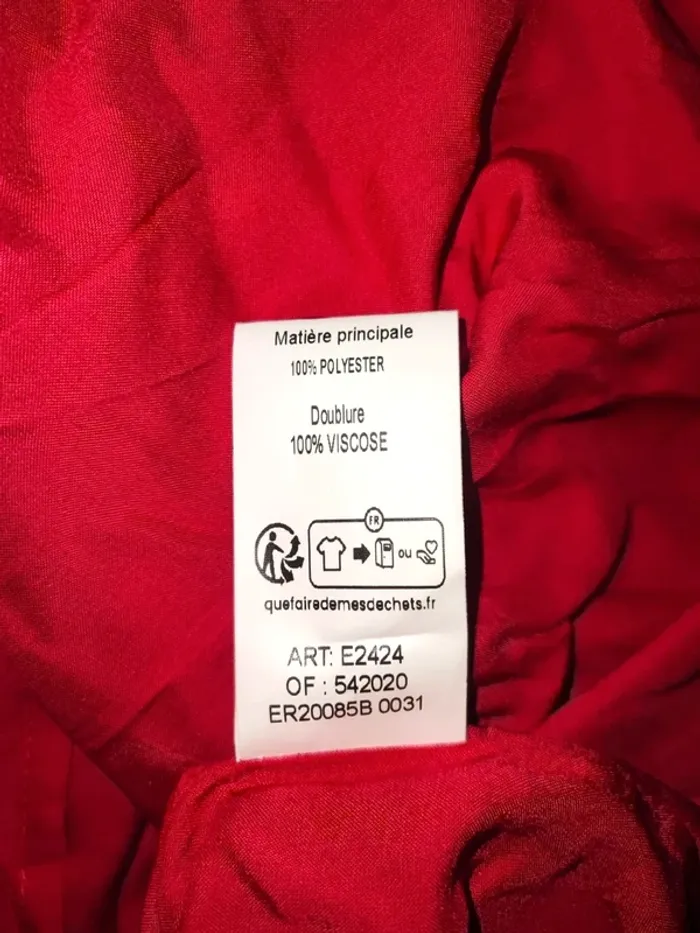 Matière principale
100% POLYESTER
Doublure
100% VISCOSE
FR
ou
quefairedemesdechets.fr
ART: E2424
OF : 542020
ER20085B 0031